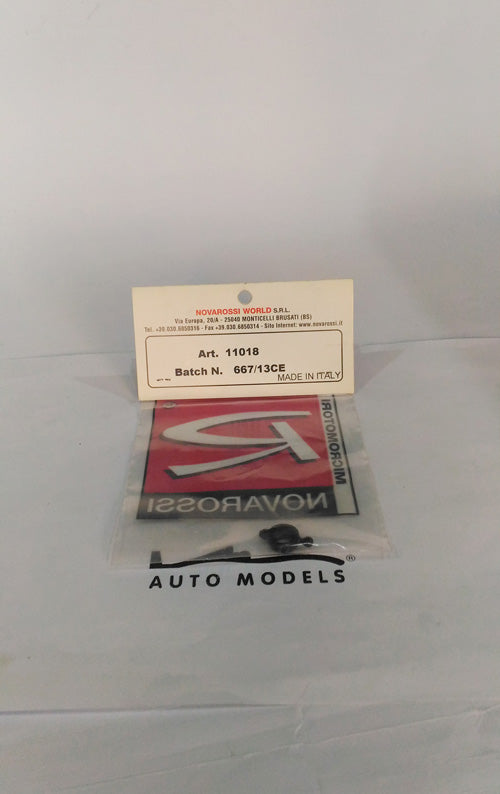 NOVAROSSI WORLD S.R.L.
Via Europa, 20/A - 25040 MONTICELLI BRUSATI (BS)
Tel. +39.030.6850316 - Fax +39.030.6850314 - Sito Internet: www.novarossi.it
Art. 11018
Batch N. 667/13CE
MADE IN ITALY
MICROMOTORI
NOVAROSSI
AUTO MODELS®